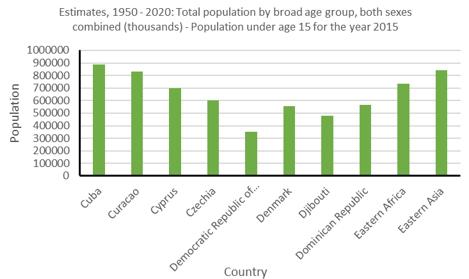 Estimates, 1950 - 2020: Total population by broad age group, both sexes
combined (thousands) - Population under age 15 for the year 2015
Population
1000000
900000
800000
700000
600000
500000
400000
300000
200000
100000
0
Cuba
Curacao
Cyprus
Czechia
Democratic Republic of...
Denmark
Djibouti
Dominican Republic
Eastern Africa
Eastern Asia
Country